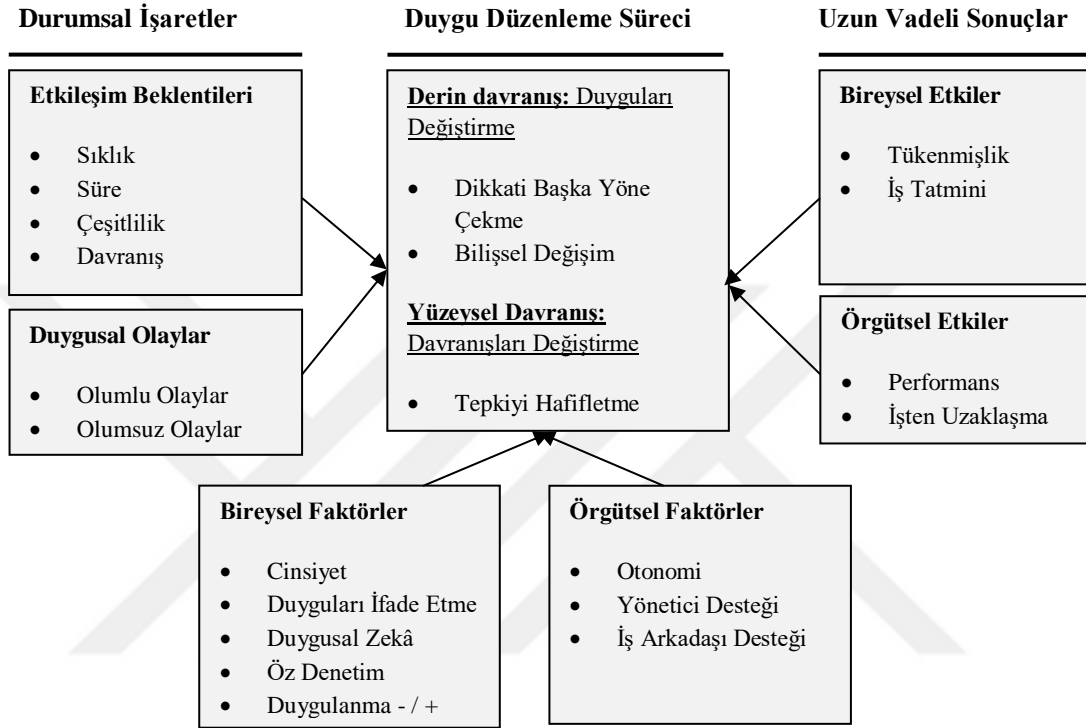 Durumsal İşaretler
Duygu Düzenleme Süreci
Uzun Vadeli Sonuçlar
Etkileşim Beklentileri
• Sıklık
• Süre
• Çeşitlilik
• Davranış
Duygusal Olaylar
• Olumlu Olaylar
• Olumsuz Olaylar
Derin davranış: Duyguları
Değiştirme
• Dikkati Başka Yöne
Çekme
• Bilişsel Değişim
Yüzeysel Davranış:
Davranışları Değiştirme
• Tepkiyi Hafifletme
Bireysel Etkiler
• Tükenmişlik
• İş Tatmini
Örgütsel Etkiler
• Performans
• İşten Uzaklaşma
Bireysel Faktörler
• Cinsiyet
• Duyguları İfade Etme
• Duygusal Zekâ
• Öz Denetim
• Duygulanma - / +
Örgütsel Faktörler
• Otonomi
• Yönetici Desteği
• İş Arkadaşı Desteği